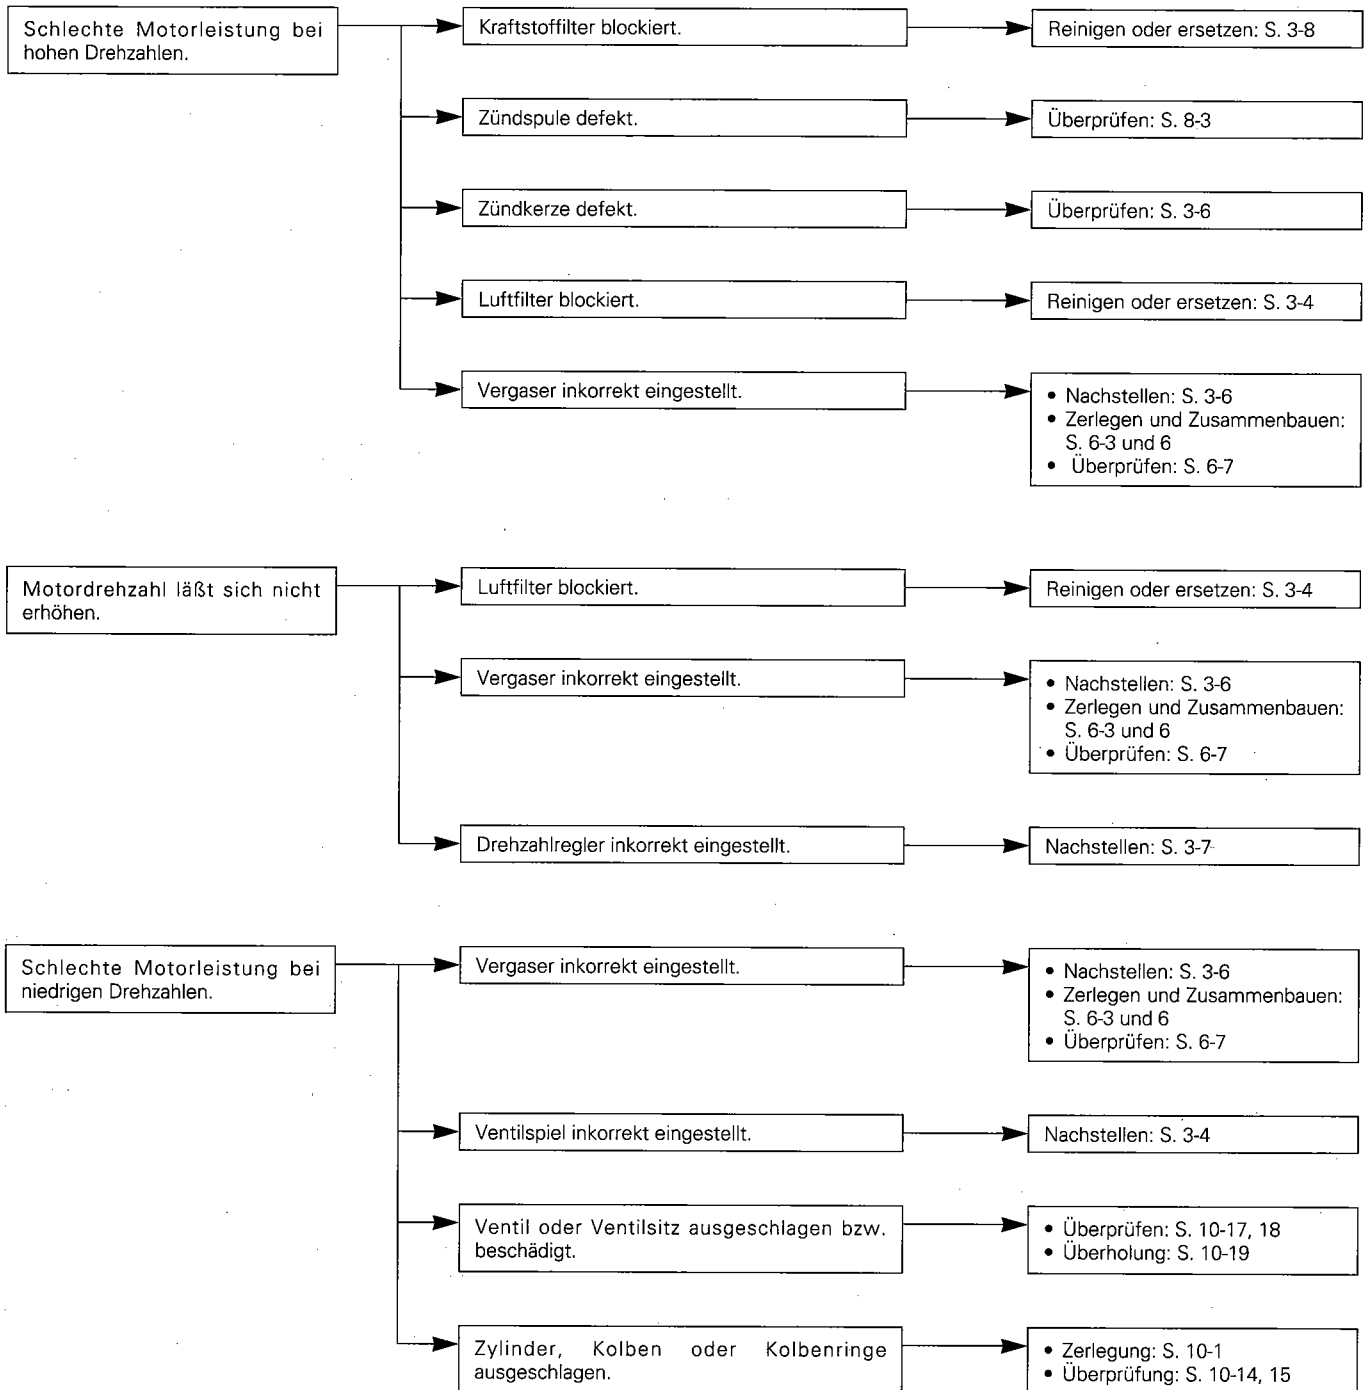 Schlechte Motorleistung bei
hohen Drehzahlen.
Kraftstoffilter blockiert.
Reinigen oder ersetzen: S. 3-8
Zündspule defekt.
Überprüfen: S. 8-3
Zündkerze defekt.
Überprüfen: S. 3-6
Luftfilter blockiert.
Reinigen oder ersetzen: S. 3-4
Vergaser inkorrekt eingestellt.
• Nachstellen: S. 3-6
• Zerlegen und Zusammenbauen:
S. 6-3 und 6
• Überprüfen: S. 6-7
Motordrehzahl läßt sich nicht
erhöhen.
Luftfilter blockiert.
Reinigen oder ersetzen: S. 3-4
Vergaser inkorrekt eingestellt.
• Nachstellen: S. 3-6
• Zerlegen und Zusammenbauen:
S. 6-3 und 6
• Überprüfen: S. 6-7
Drehzahlregler inkorrekt eingestellt.
Nachstellen: S. 3-7
Schlechte Motorleistung bei
niedrigen Drehzahlen.
Vergaser inkorrekt eingestellt.
• Nachstellen: S. 3-6
• Zerlegen und Zusammenbauen:
S. 6-3 und 6
• Überprüfen: S. 6-7
Ventilspiel inkorrekt eingestellt.
Nachstellen: S. 3-4
Ventil oder Ventilsitz ausgeschlagen bzw.
beschädigt.
• Überprüfen: S. 10-17, 18
• Überholung: S. 10-19
Zylinder, Kolben oder Kolbenringe
ausgeschlagen.
• Zerlegung: S. 10-1
• Überprüfung: S. 10-14, 15